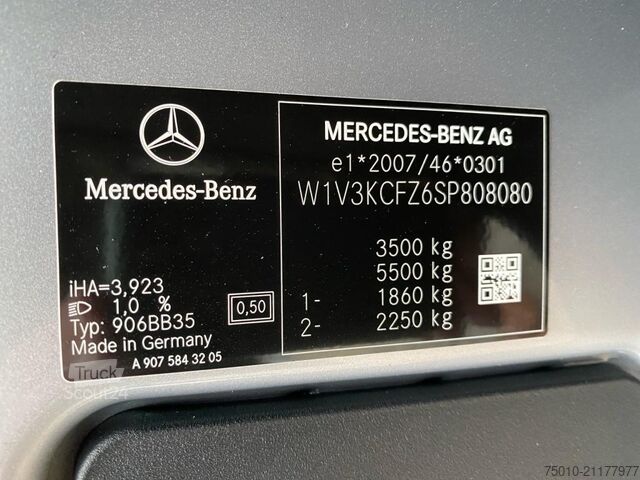 Mercedes-Benz
iHA=3,923
1,0 %
0,50
Typ: 906BB35
Made in Germany
A 907 584 32 05
MERCEDES-BENZ AG
e1*2007/46*0301
W1V3KCFZ6SP808080
3500 kg
5500 kg
1- 1860 kg
2- 2250 kg
Truck
Scout24
75010-21177977